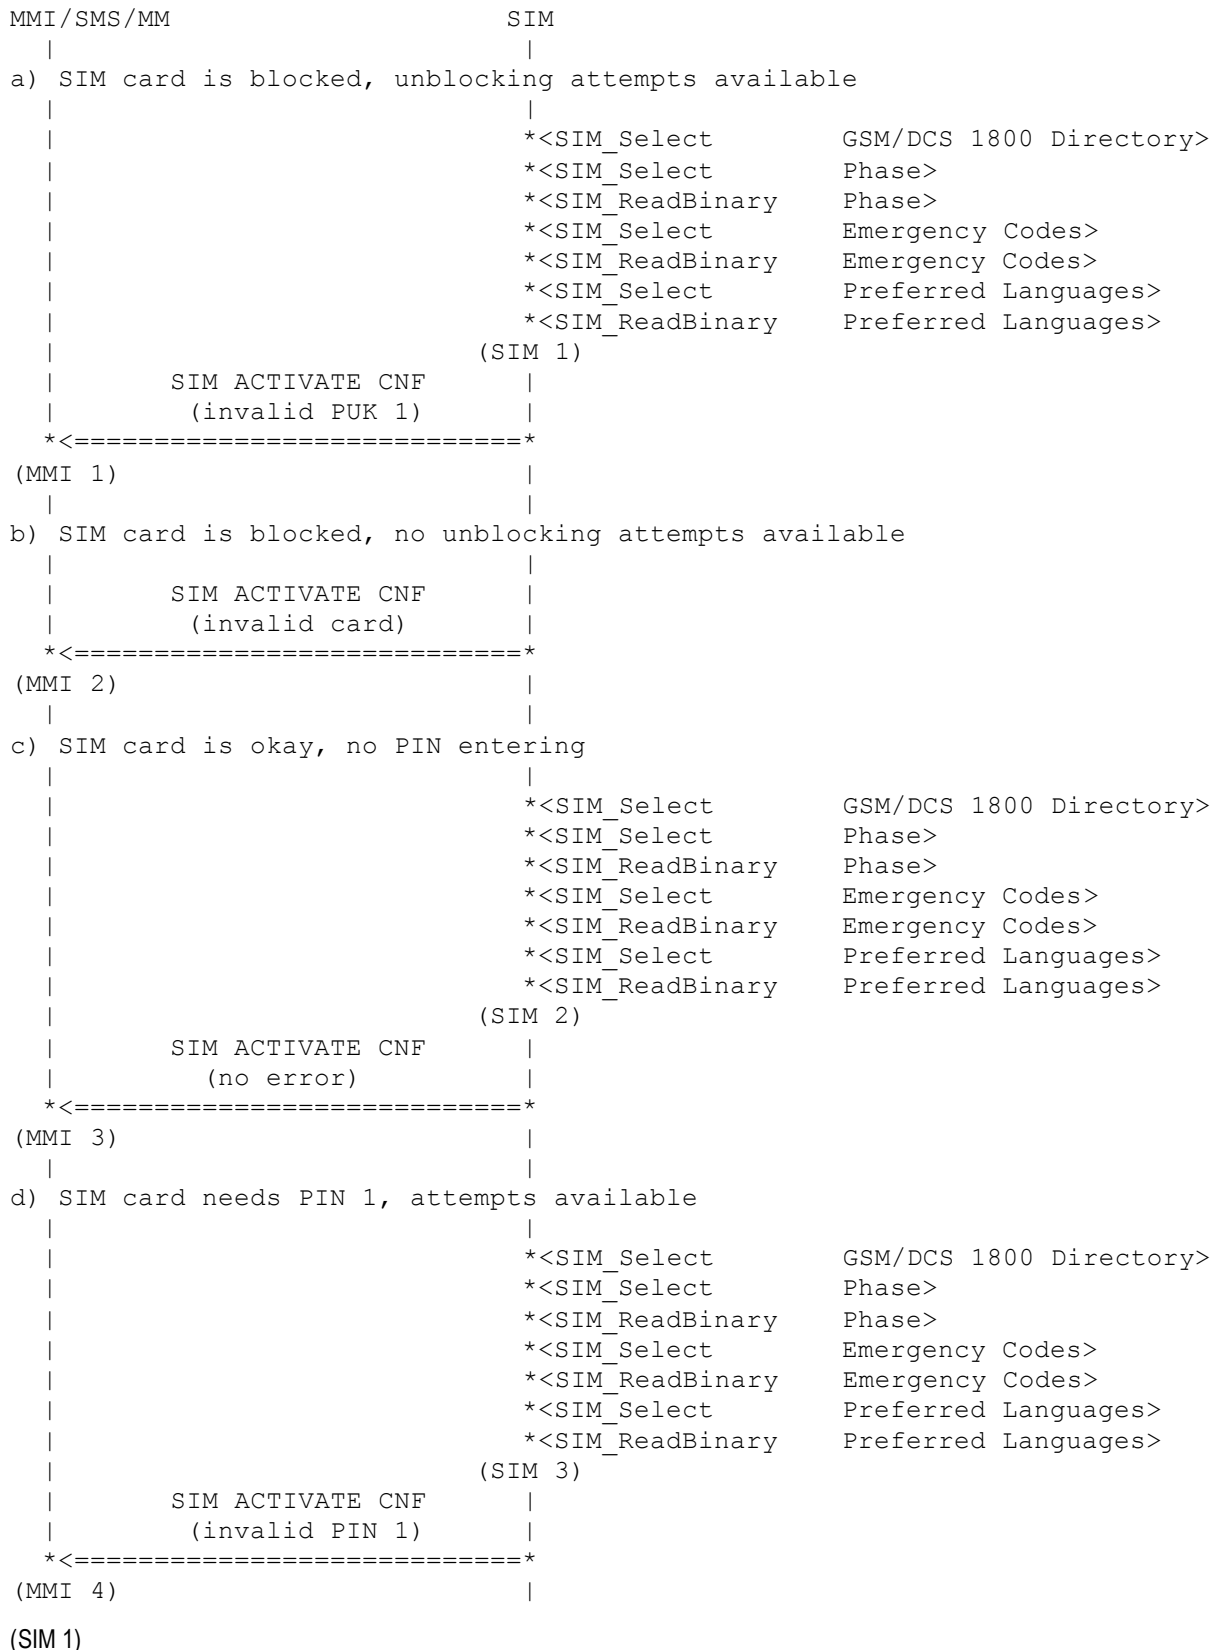 MMI/SMS/MM                     SIM
  |                             |
a) SIM card is blocked, unblocking attempts available
  |                             |
  |                             *<SIM_Select        GSM/DCS 1800 Directory>
  |                             *<SIM_Select        Phase>
  |                             *<SIM_ReadBinary    Phase>
  |                             *<SIM_Select        Emergency Codes>
  |                             *<SIM_ReadBinary    Emergency Codes>
  |                             *<SIM_Select        Preferred Languages>
  |                             *<SIM_ReadBinary    Preferred Languages>
  |                          (SIM 1)
  |       SIM ACTIVATE CNF      |
  |        (invalid PUK 1)      |
  *<============================*
(MMI 1)                         |
  |                             |
b) SIM card is blocked, no unblocking attempts available
  |                             |
  |       SIM ACTIVATE CNF      |
  |        (invalid card)       |
  *<============================*
(MMI 2)                         |
  |                             |
c) SIM card is okay, no PIN entering
  |                             |
  |                             *<SIM_Select        GSM/DCS 1800 Directory>
  |                             *<SIM_Select        Phase>
  |                             *<SIM_ReadBinary    Phase>
  |                             *<SIM_Select        Emergency Codes>
  |                             *<SIM_ReadBinary    Emergency Codes>
  |                             *<SIM_Select        Preferred Languages>
  |                             *<SIM_ReadBinary    Preferred Languages>
  |                          (SIM 2)
  |       SIM ACTIVATE CNF      |
  |         (no error)          |
  *<============================*
(MMI 3)                         |
  |                             |
d) SIM card needs PIN 1, attempts available
  |                             |
  |                             *<SIM_Select        GSM/DCS 1800 Directory>
  |                             *<SIM_Select        Phase>
  |                             *<SIM_ReadBinary    Phase>
  |                             *<SIM_Select        Emergency Codes>
  |                             *<SIM_ReadBinary    Emergency Codes>
  |                             *<SIM_Select        Preferred Languages>
  |                             *<SIM_ReadBinary    Preferred Languages>
  |                          (SIM 3)
  |       SIM ACTIVATE CNF      |
  |        (invalid PIN 1)      |
  *<============================*
(MMI 4)                         |
(SIM 1)